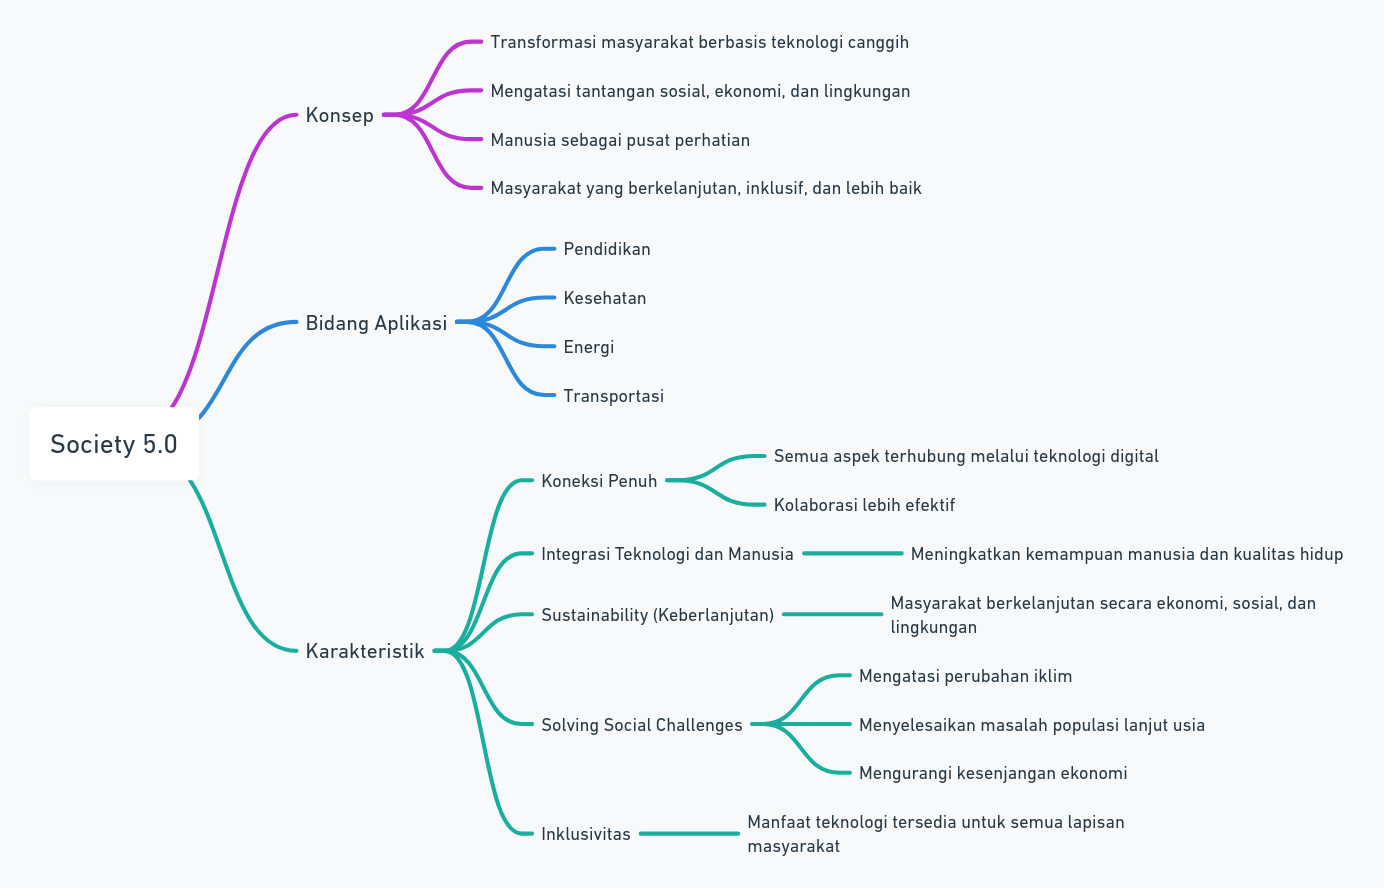 Society 5.0
Konsep
Transformasi masyarakat berbasis teknologi canggih
Mengatasi tantangan sosial, ekonomi, dan lingkungan
Manusia sebagai pusat perhatian
Masyarakat yang berkelanjutan, inklusif, dan lebih baik
Bidang Aplikasi
Pendidikan
Kesehatan
Energi
Transportasi
Karakteristik
Koneksi Penuh
Semua aspek terhubung melalui teknologi digital
Kolaborasi lebih efektif
Integrasi Teknologi dan Manusia
Meningkatkan kemampuan manusia dan kualitas hidup
Sustainability (Keberlanjutan)
Masyarakat berkelanjutan secara ekonomi, sosial, dan
lingkungan
Solving Social Challenges
Mengatasi perubahan iklim
Menyelesaikan masalah populasi lanjut usia
Mengurangi kesenjangan ekonomi
Inklusivitas
Manfaat teknologi tersedia untuk semua lapisan
masyarakat